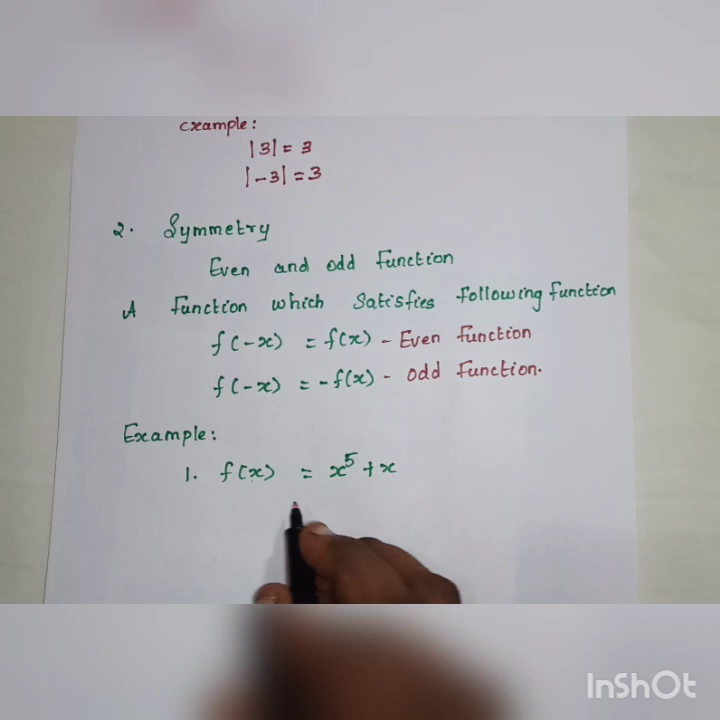 Example:
|3| = 3
|-3| = 3
2. Symmetry
Even and odd Function
A Function which Satisfies following function
f(-x) = f(x) - Even Function
f(-x) = -f(x) - Odd Function.
Example:
1. f(x) = x⁵ + x
InShOt